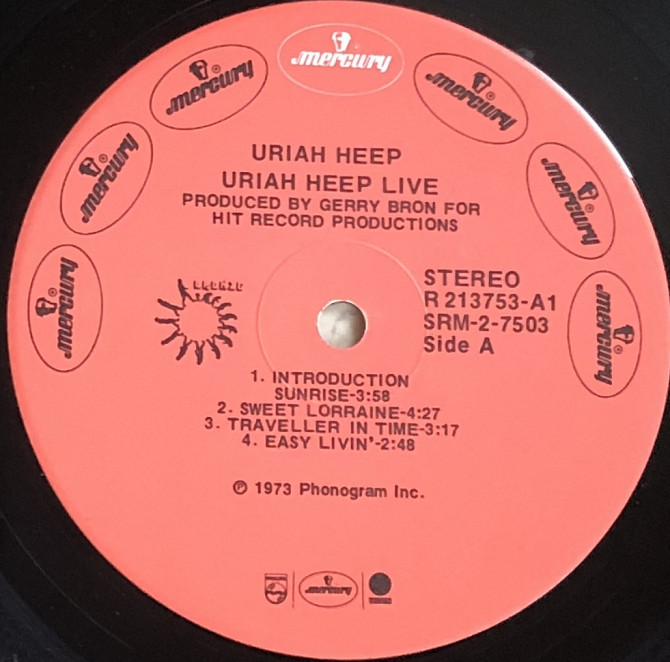 mercury
mercury
mercury
mercury
mercury
mercury
mercury
URIAH HEEP
URIAH HEEP LIVE
PRODUCED BY GERRY BRON FOR
HIT RECORD PRODUCTIONS
BRONZE
STEREO
R 213753-A1
SRM-2-7503
Side A
1. INTRODUCTION
SUNRISE-3:58
2. SWEET LORRAINE-4:27
3. TRAVELLER IN TIME-3:17
4. EASY LIVIN'-2:48
℗ 1973 Phonogram Inc.
mercury